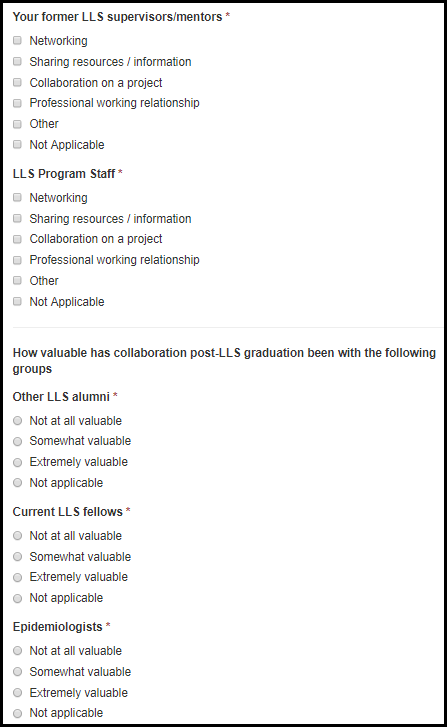 Your former LLS supervisors/mentors *
Networking
Sharing resources / information
Collaboration on a project
Professional working relationship
Other
Not Applicable
LLS Program Staff *
Networking
Sharing resources / information
Collaboration on a project
Professional working relationship
Other
Not Applicable
How valuable has collaboration post-LLS graduation been with the following
groups
Other LLS alumni *
Not at all valuable
Somewhat valuable
Extremely valuable
Not applicable
Current LLS fellows *
Not at all valuable
Somewhat valuable
Extremely valuable
Not applicable
Epidemiologists *
Not at all valuable
Somewhat valuable
Extremely valuable
Not applicable